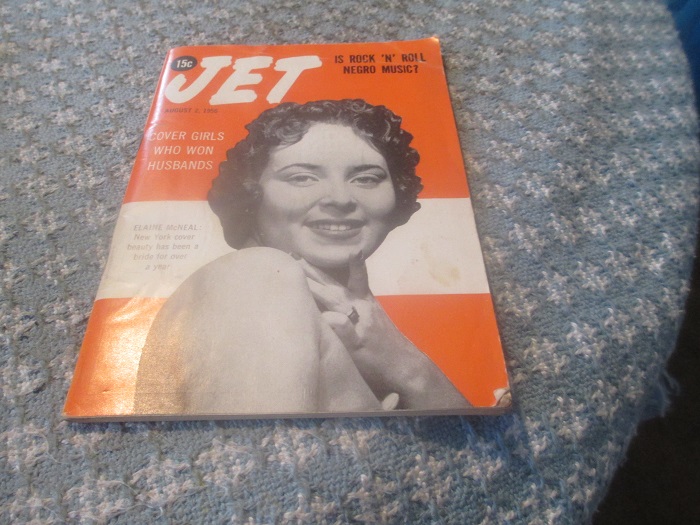 15c
JET
IS ROCK 'N' ROLL
NEGRO MUSIC?
AUGUST
COVER GIRLS
WHO WON
HUSBANDS
ELAINE McNEAL:
New York cover
beauty has been a
bride for over
a year